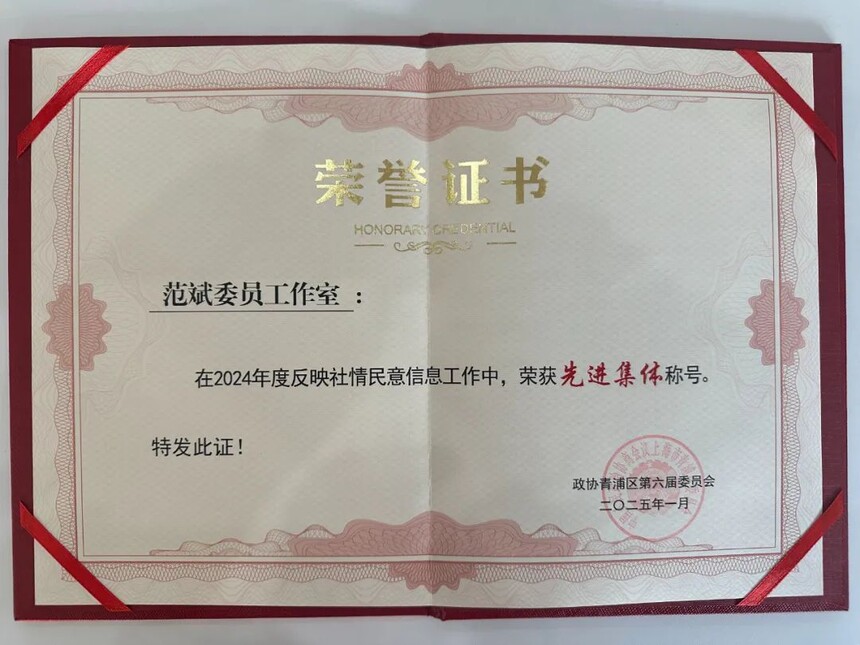 荣誉证书
HONORARY CREDENTIAL
范斌委员工作室：
在2024年度反映社情民意信息工作中，荣获先进集体称号。
特发此证！
政协青浦区第六届委员会
二〇二五年一月